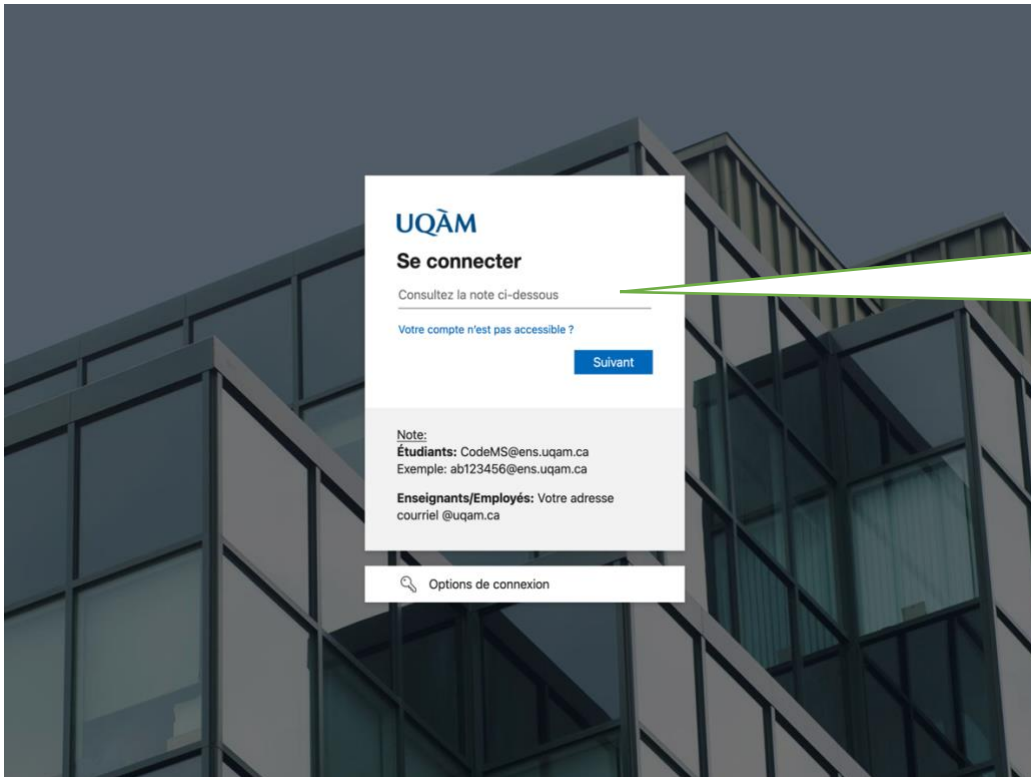 UQÀM
Se connecter
Consultez la note ci-dessous
Votre compte n'est pas accessible ?
Suivant
Note:
Étudiants: CodeMS@ens.uqam.ca
Exemple: ab123456@ens.uqam.ca
Enseignants/Employés: Votre adresse
courriel @uqam.ca
Options de connexion